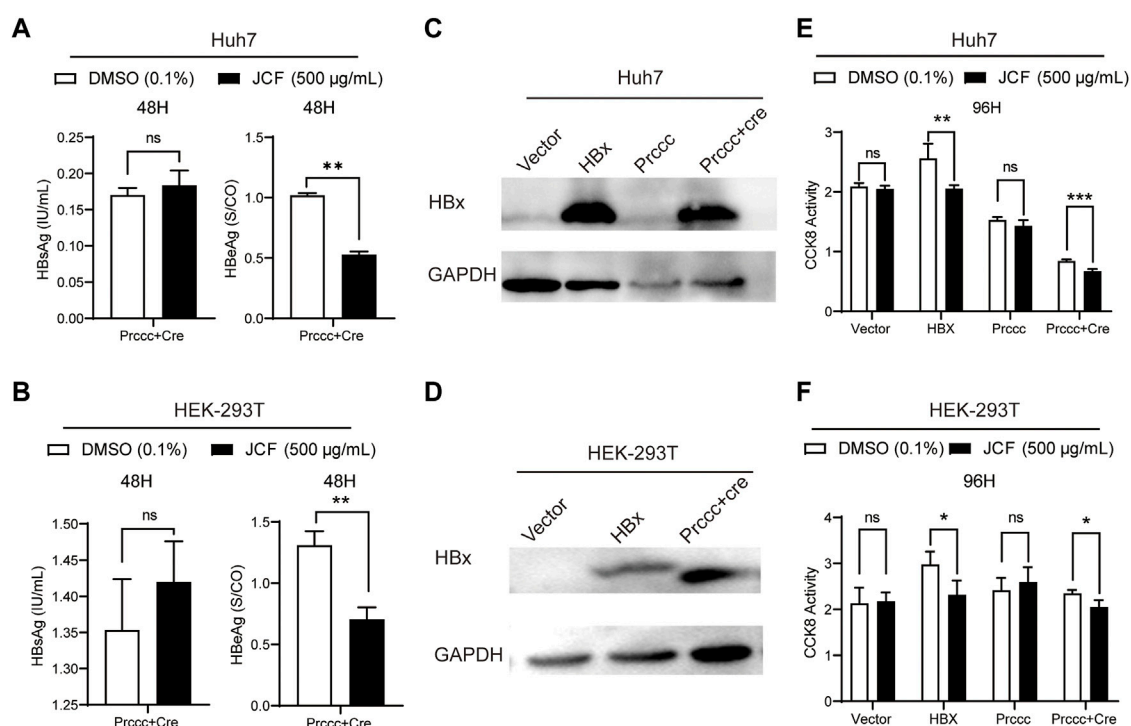 A
Huh7
DMSO (0.1%) JCF (500 µg/mL)
48H
HBsAg (IU/mL)
0.25
0.20
0.15
0.10
0.05
0.00
ns
Prccc+Cre
48H
HBeAg (S/CO)
1.5
1.0
0.5
0.0
**
Prccc+Cre
C
Huh7
Vector HBx Prccc Prccc+cre
HBx
GAPDH
E
Huh7
DMSO (0.1%) JCF (500 µg/mL)
96H
CCK8 Activity
3
2
1
0
ns ** ns ***
Vector HBX Prccc Prccc+Cre
B
HEK-293T
DMSO (0.1%) JCF (500 µg/mL)
48H
HBsAg (IU/mL)
1.50
1.45
1.40
1.35
1.30
1.25
ns
Prccc+Cre
48H
HBeAg (S/CO)
1.5
1.0
0.5
0.0
**
Prccc+Cre
D
HEK-293T
Vector HBx Prccc+cre
HBx
GAPDH
F
HEK-293T
DMSO (0.1%) JCF (500 µg/mL)
96H
CCK8 Activity
4
3
2
1
0
ns * ns *
Vector HBX Prccc Prccc+Cre